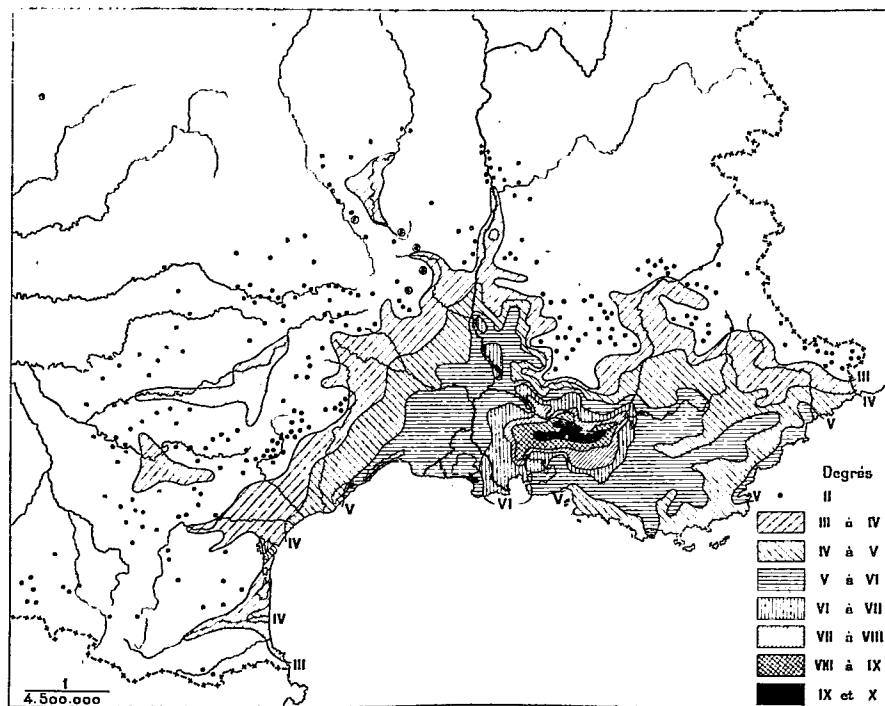 III
IV
V
V
V
VI
V
IV
IV
III
Degrés
II
III à IV
IV à V
V à VI
VI à VII
VII à VIII
VIII à IX
IX et X
1
4.500.000